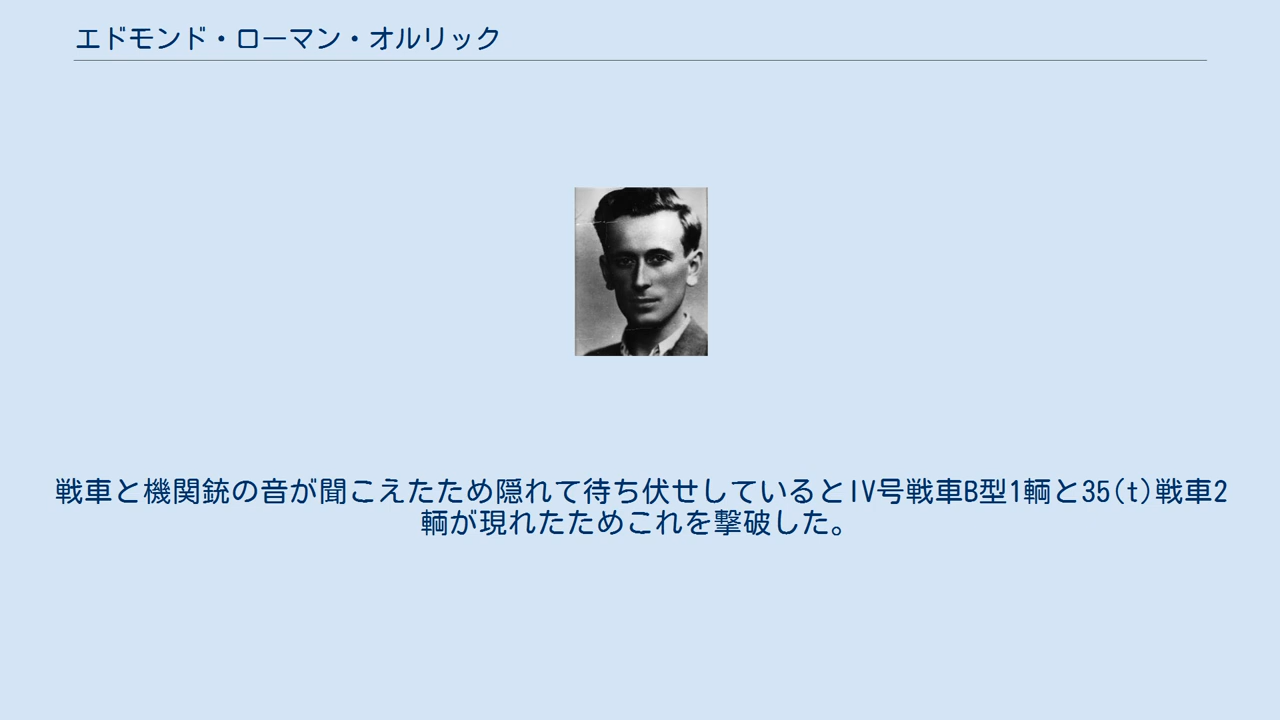 エドモンド・ローマン・オルリック
戦車と機関銃の音が聞こえたため隠れて待ち伏せしているとIV号戦車B型1輌と35(t)戦車2
輌が現れたためこれを撃破した。